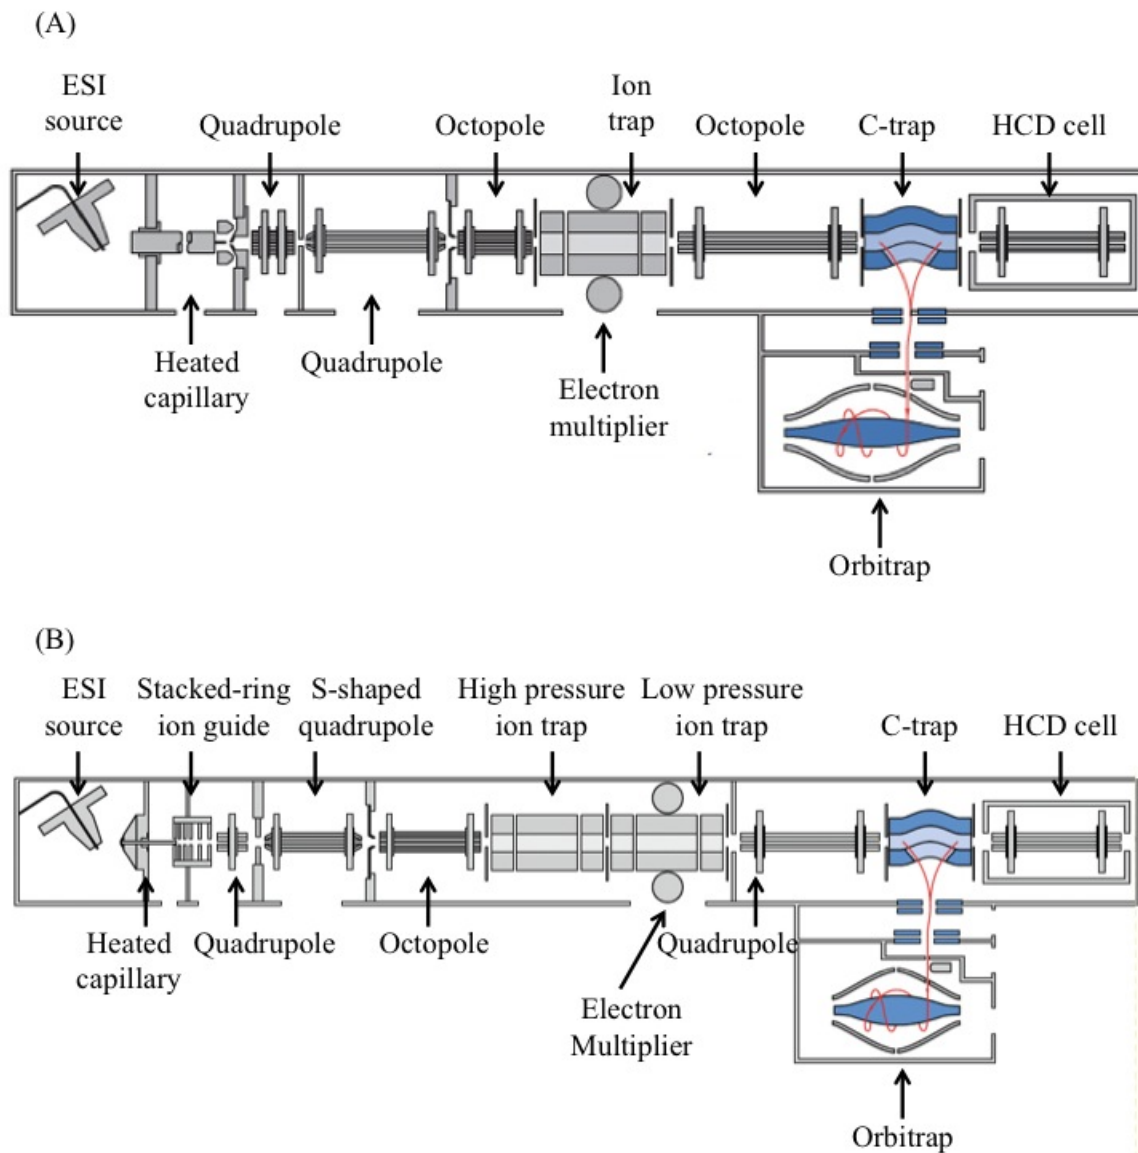 (A)
ESI
source
Quadrupole
Octopole
Ion
trap
Octopole
C-trap
HCD cell
Heated
capillary
Quadrupole
Electron
multiplier
Orbitrap
(B)
ESI
source
Stacked-ring
ion guide
S-shaped
quadrupole
High pressure
ion trap
Low pressure
ion trap
C-trap
HCD cell
Heated
capillary
Quadrupole
Octopole
Electron
Multiplier
Quadrupole
Orbitrap